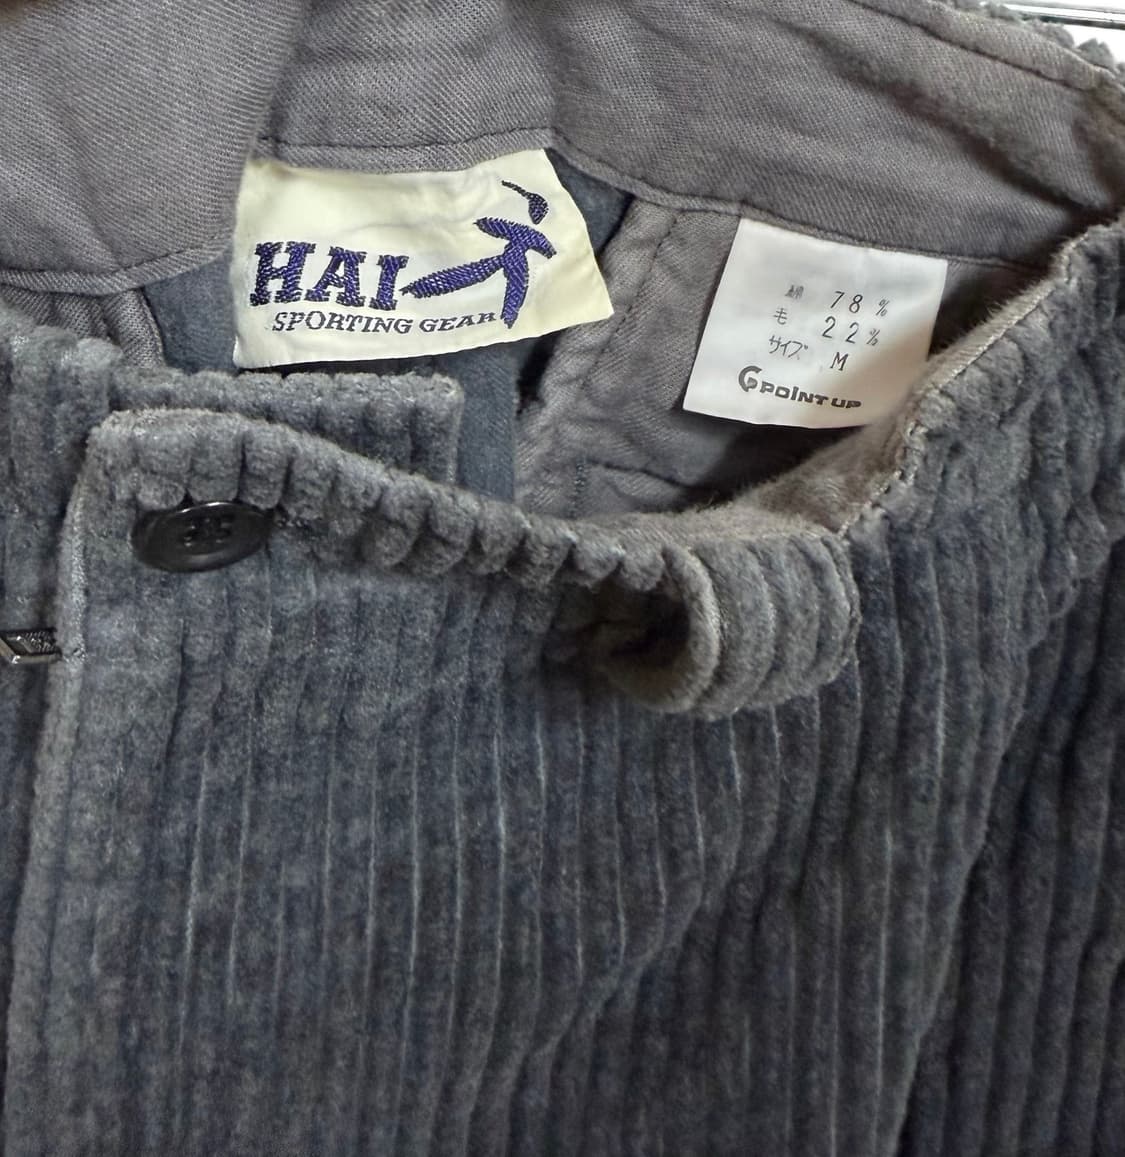 HAI
SPORTING GEAR
綿 78%
毛 22%
サイズ M
POINT UP